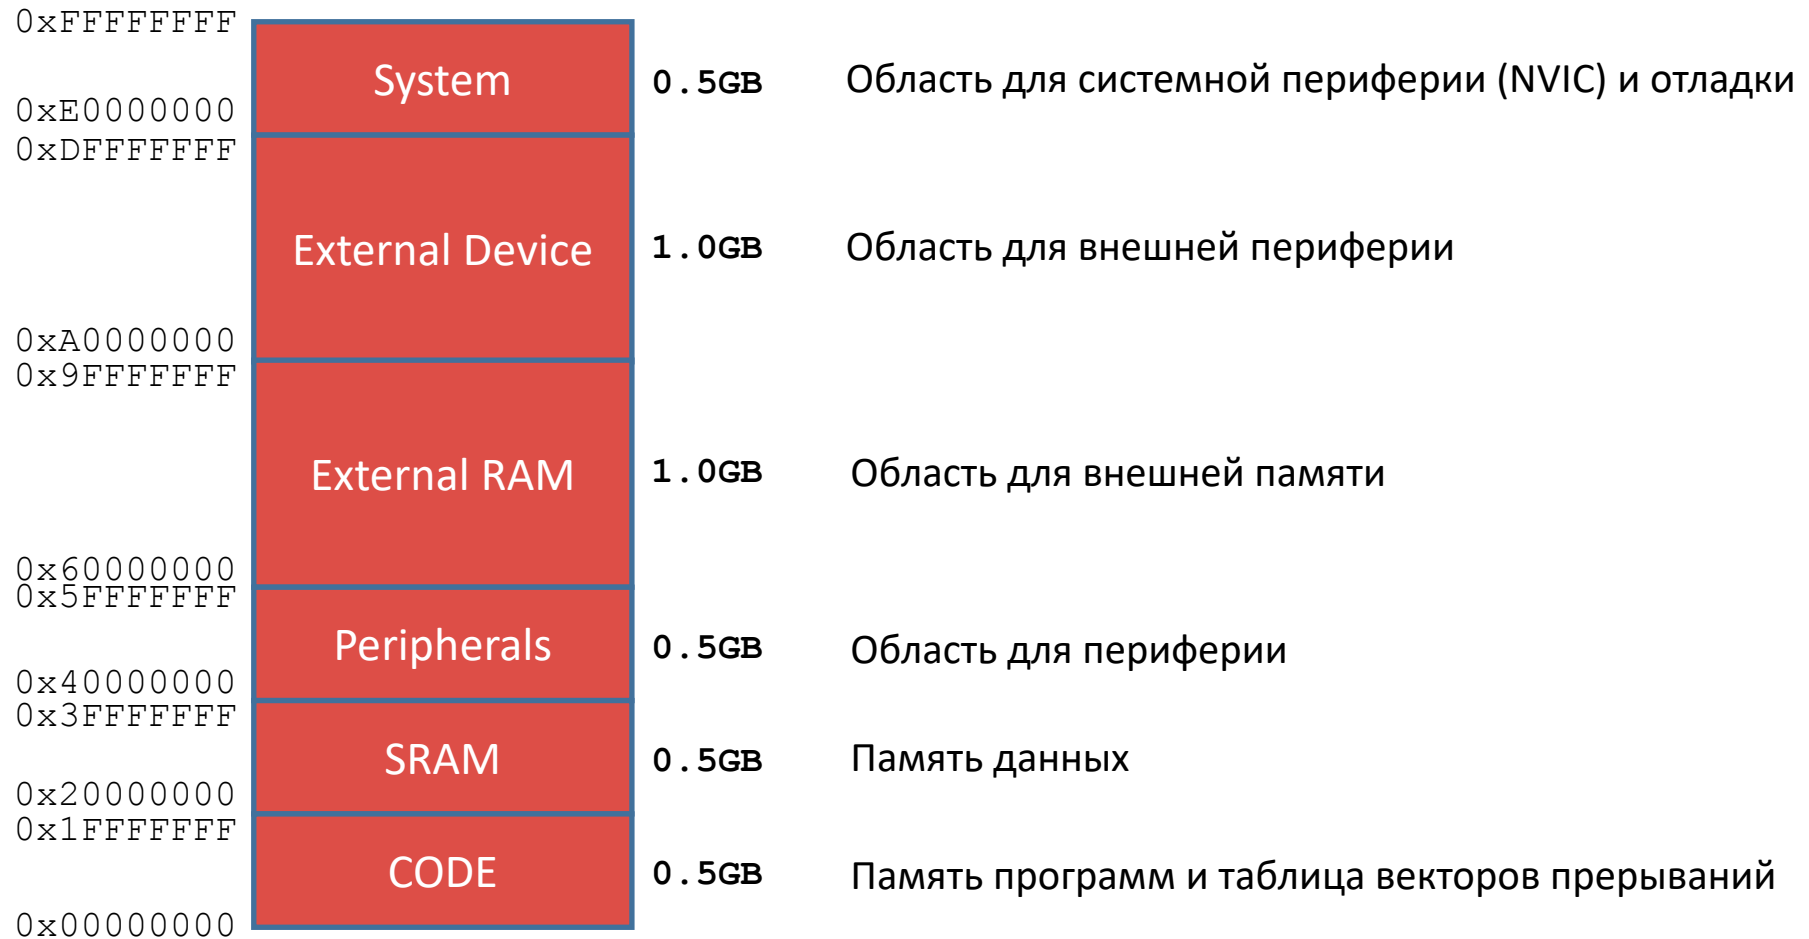 0xFFFFFFFF
System 0.5GB Область для системной периферии (NVIC) и отладки
0xE0000000
0xDFFFFFFF
External Device 1.0GB Область для внешней периферии
0xA0000000
0x9FFFFFFF
External RAM 1.0GB Область для внешней памяти
0x60000000
0x5FFFFFFF
Peripherals 0.5GB Область для периферии
0x40000000
0x3FFFFFFF
SRAM 0.5GB Память данных
0x20000000
0x1FFFFFFF
CODE 0.5GB Память программ и таблица векторов прерываний
0x00000000